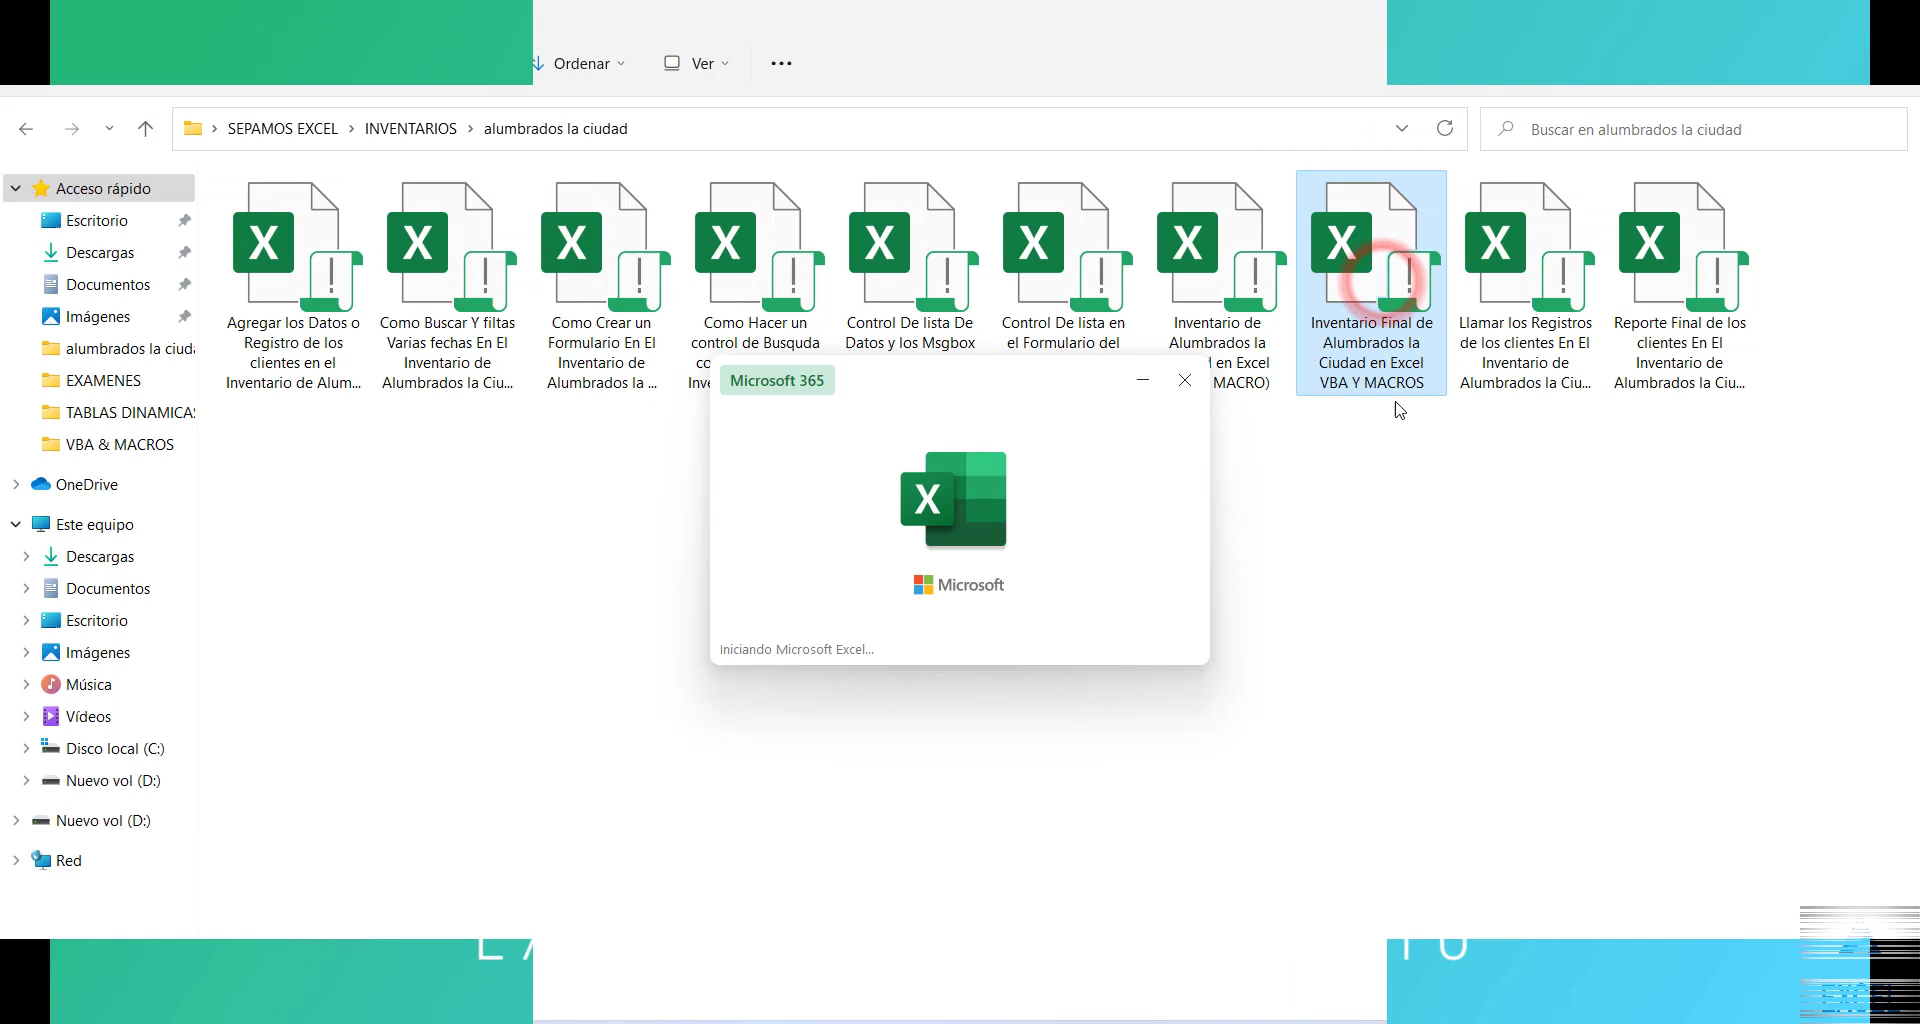 Ordenar
Ver
SEPAMOS EXCEL > INVENTARIOS > alumbrados la ciudad
Buscar en alumbrados la ciudad
Acceso rápido
Escritorio
Descargas
Documentos
Imágenes
alumbrados la ciuda
EXAMENES
TABLAS DINAMICAS
VBA & MACROS
OneDrive
Este equipo
Descargas
Documentos
Escritorio
Imágenes
Música
Vídeos
Disco local (C:)
Nuevo vol (D:)
Nuevo vol (D:)
Red
Agregar los Datos o
Registro de los
clientes en el
Inventario de Alum...
Como Buscar Y filtas
Varias fechas En El
Inventario de
Alumbrados la Ciu...
Como Crear un
Formulario En El
Inventario de
Alumbrados la ...
Como Hacer un
control de Busquda
Control De lista De
Datos y los Msgbox
Control De lista en
el Formulario del
Inventario de
Alumbrados la
d en Excel
MACRO)
Inventario Final de
Alumbrados la
Ciudad en Excel
VBA Y MACROS
Llamar los Registros
de los clientes En El
Inventario de
Alumbrados la Ciu...
Reporte Final de los
clientes En El
Inventario de
Alumbrados la Ciu...
Microsoft 365
X
Microsoft
Iniciando Microsoft Excel...